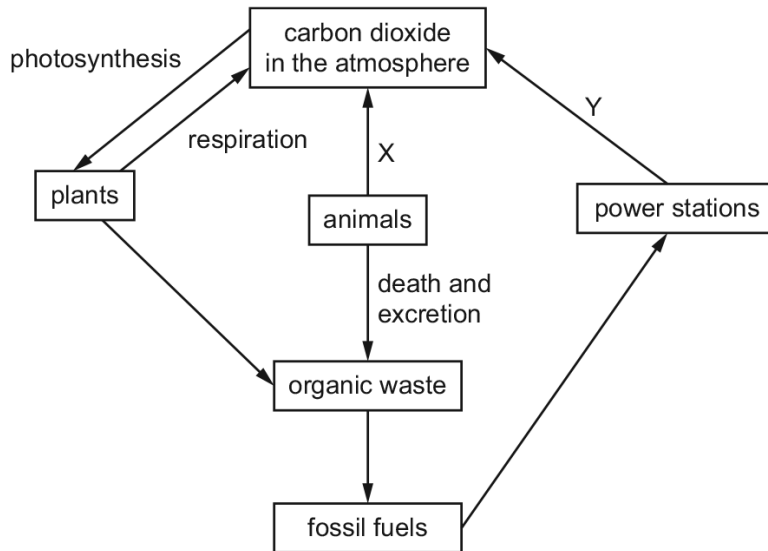 carbon dioxide
in the atmosphere
photosynthesis
respiration
X
Y
plants
animals
power stations
death and
excretion
organic waste
fossil fuels